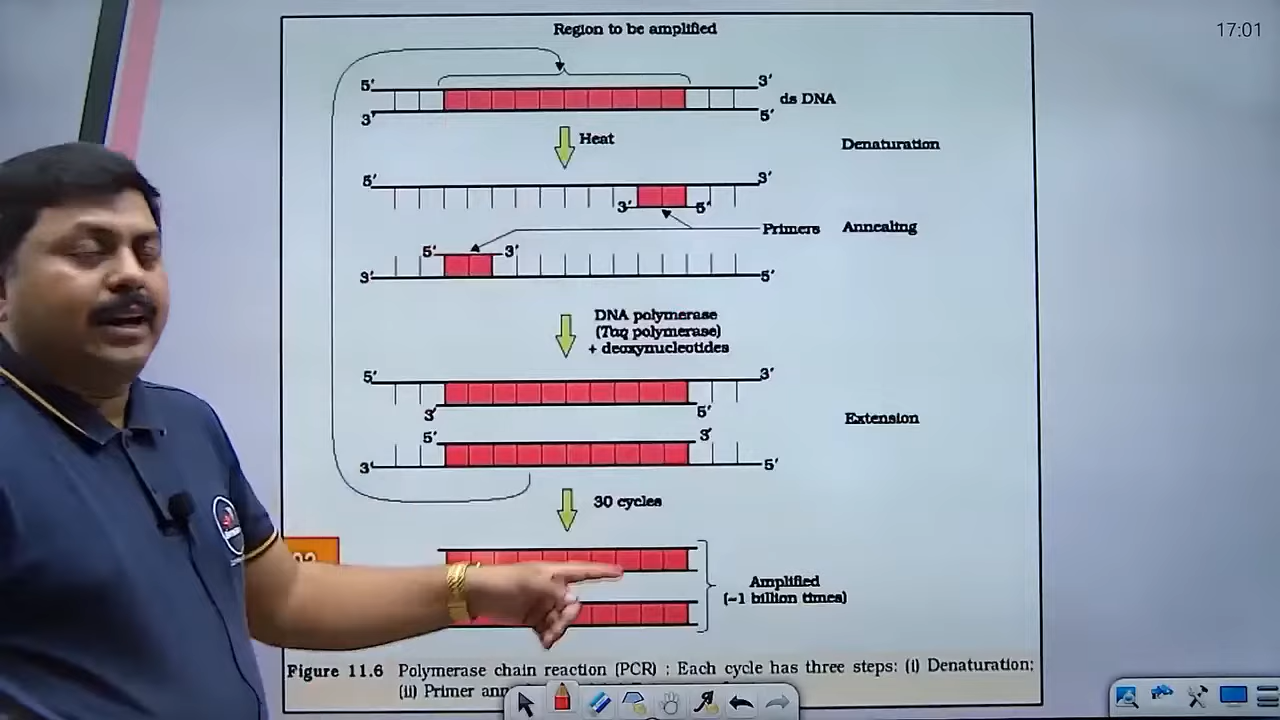 17:01
Region to be amplified
5′ 3′
ds DNA
3′ 5′
Heat
Denaturation
5′ 3′
3′ 5′
Primers Annealing
5′ 3′
3′ 5′
DNA polymerase
(Taq polymerase)
+ deoxynucleotides
5′ 3′
3′ 5′
Extension
5′ 3′
3′ 5′
30 cycles
Amplified
(~1 billion times)
Figure 11.6 Polymerase chain reaction (PCR) : Each cycle has three steps: (i) Denaturation;
(ii) Primer